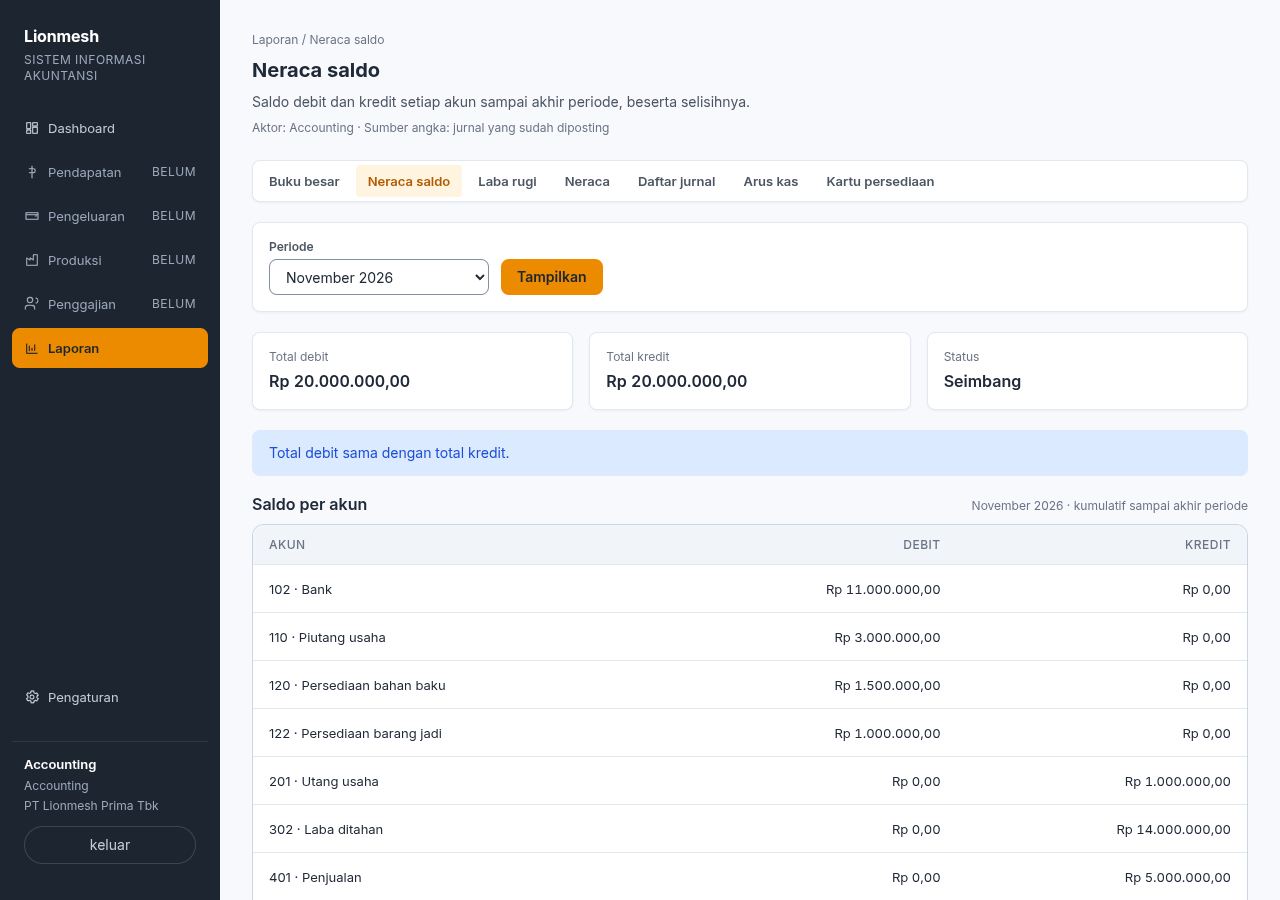 Lionmesh
SISTEM INFORMASI
AKUNTANSI
Dashboard
Pendapatan BELUM
Pengeluaran BELUM
Produksi BELUM
Penggajian BELUM
Laporan
Pengaturan
Accounting
Accounting
PT Lionmesh Prima Tbk
keluar
Laporan / Neraca saldo
Neraca saldo
Saldo debit dan kredit setiap akun sampai akhir periode, beserta selisihnya.
Aktor: Accounting · Sumber angka: jurnal yang sudah diposting
Buku besar Neraca saldo Laba rugi Neraca Daftar jurnal Arus kas Kartu persediaan
Periode
November 2026 Tampilkan
Total debit Total kredit Status
Rp 20.000.000,00 Rp 20.000.000,00 Seimbang
Total debit sama dengan total kredit.
Saldo per akun November 2026 · kumulatif sampai akhir periode
AKUN DEBIT KREDIT
102 · Bank Rp 11.000.000,00 Rp 0,00
110 · Piutang usaha Rp 3.000.000,00 Rp 0,00
120 · Persediaan bahan baku Rp 1.500.000,00 Rp 0,00
122 · Persediaan barang jadi Rp 1.000.000,00 Rp 0,00
201 · Utang usaha Rp 0,00 Rp 1.000.000,00
302 · Laba ditahan Rp 0,00 Rp 14.000.000,00
401 · Penjualan Rp 0,00 Rp 5.000.000,00